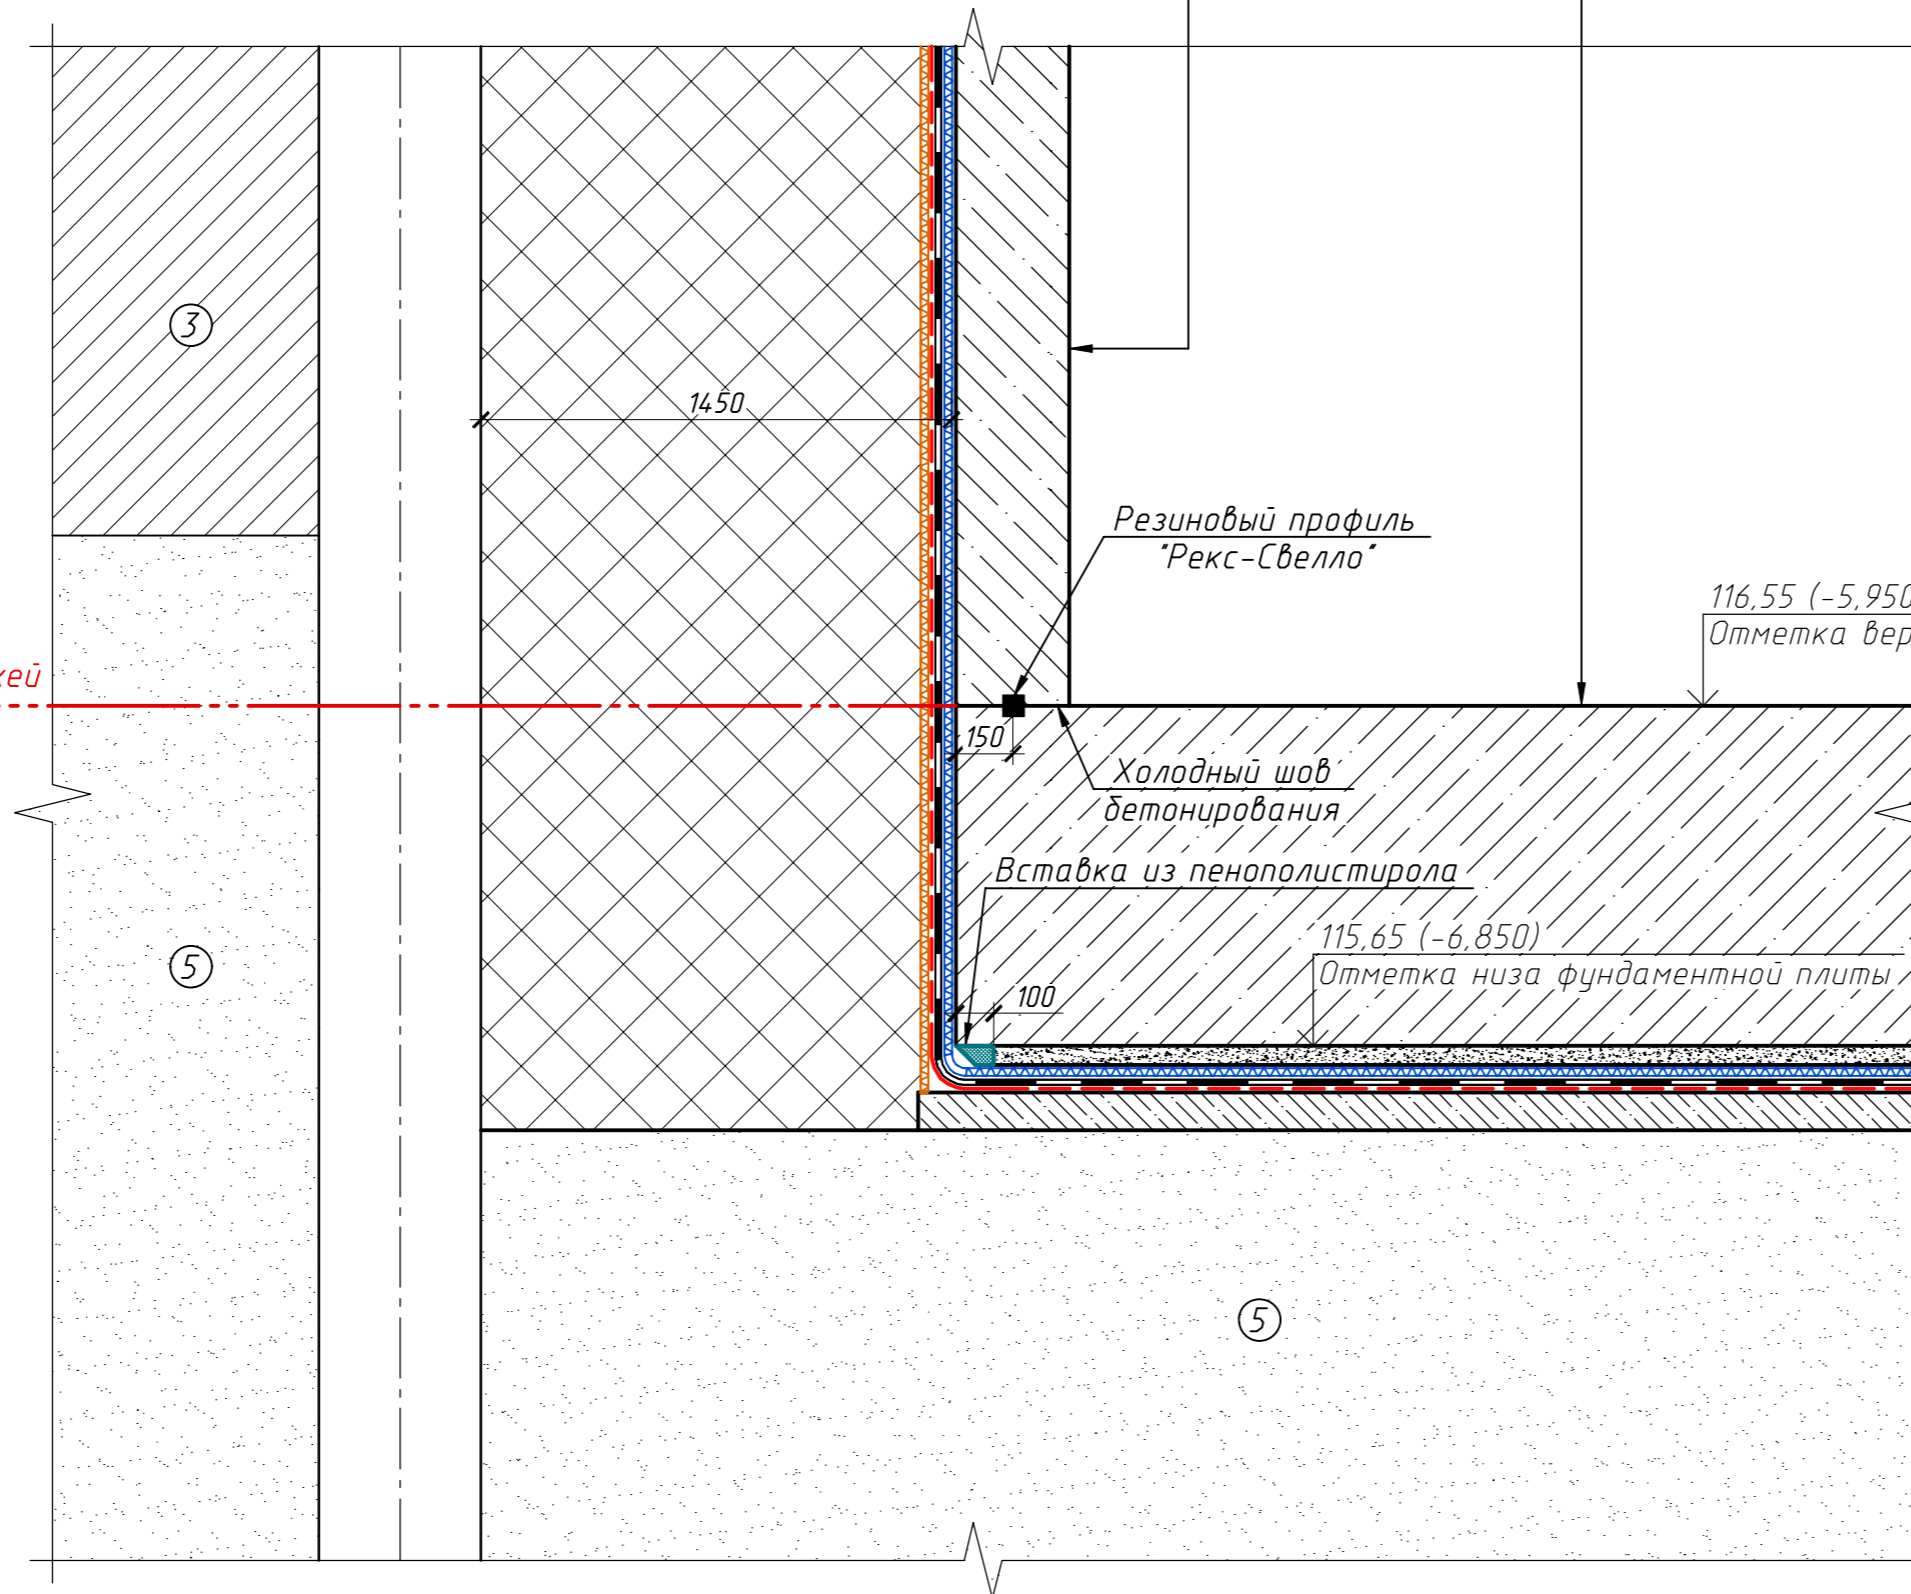 3
1450
Резиновый профиль
"Рекс-Свелло"
116,55 (-5,950
Отметка вер
кей
150
Холодный шов
бетонирования
Вставка из пенополистирола
115,65 (-6,850)
Отметка низа фундаментной плиты
5
100
5